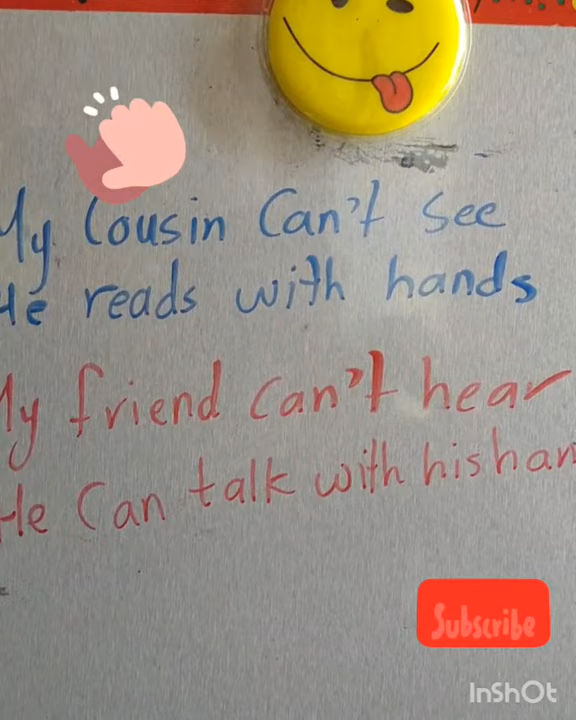 My Cousin Can't See
He reads with hands
My friend can't hear
He Can talk with his han
Subscribe
InShOt